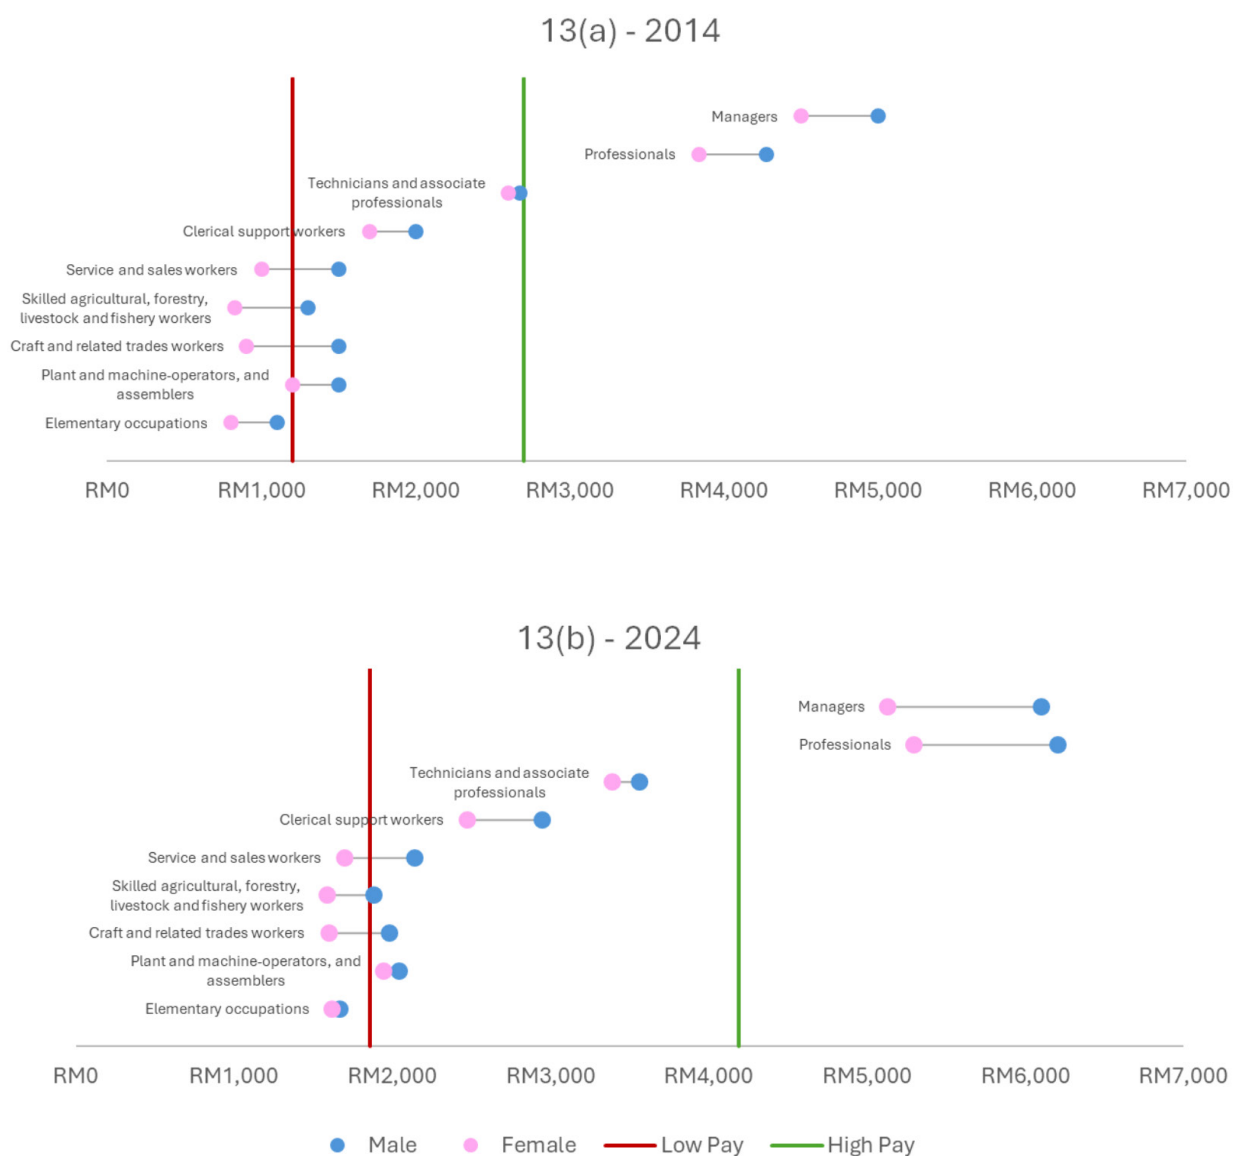 13(a) - 2014
Managers
Professionals
Technicians and associate
professionals
Clerical support workers
Service and sales workers
Skilled agricultural, forestry,
livestock and fishery workers
Craft and related trades workers
Plant and machine-operators, and
assemblers
Elementary occupations
RM0 RM1,000 RM2,000 RM3,000 RM4,000 RM5,000 RM6,000 RM7,000
13(b) - 2024
Managers
Professionals
Technicians and associate
professionals
Clerical support workers
Service and sales workers
Skilled agricultural, forestry,
livestock and fishery workers
Craft and related trades workers
Plant and machine-operators, and
assemblers
Elementary occupations
RM0 RM1,000 RM2,000 RM3,000 RM4,000 RM5,000 RM6,000 RM7,000
Male Female Low Pay High Pay